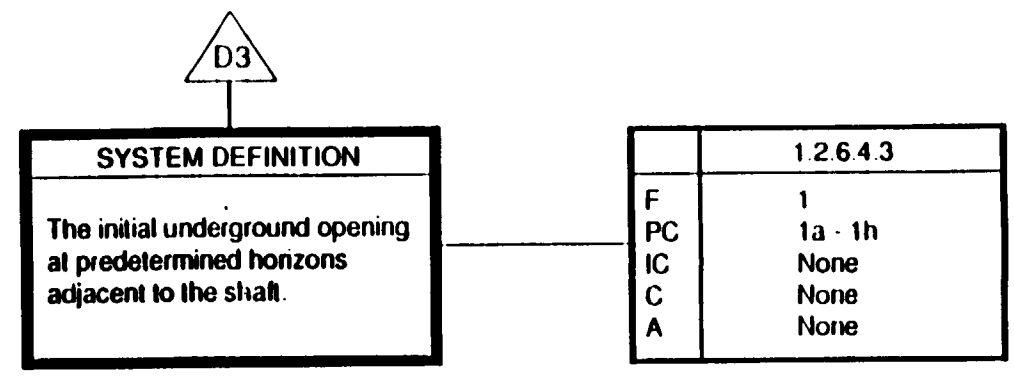 D3
SYSTEM DEFINITION
The initial underground opening
at predetermined horizons
adjacent to the shaft.
1.2.6.4.3
F 1
PC 1a - 1h
IC None
C None
A None